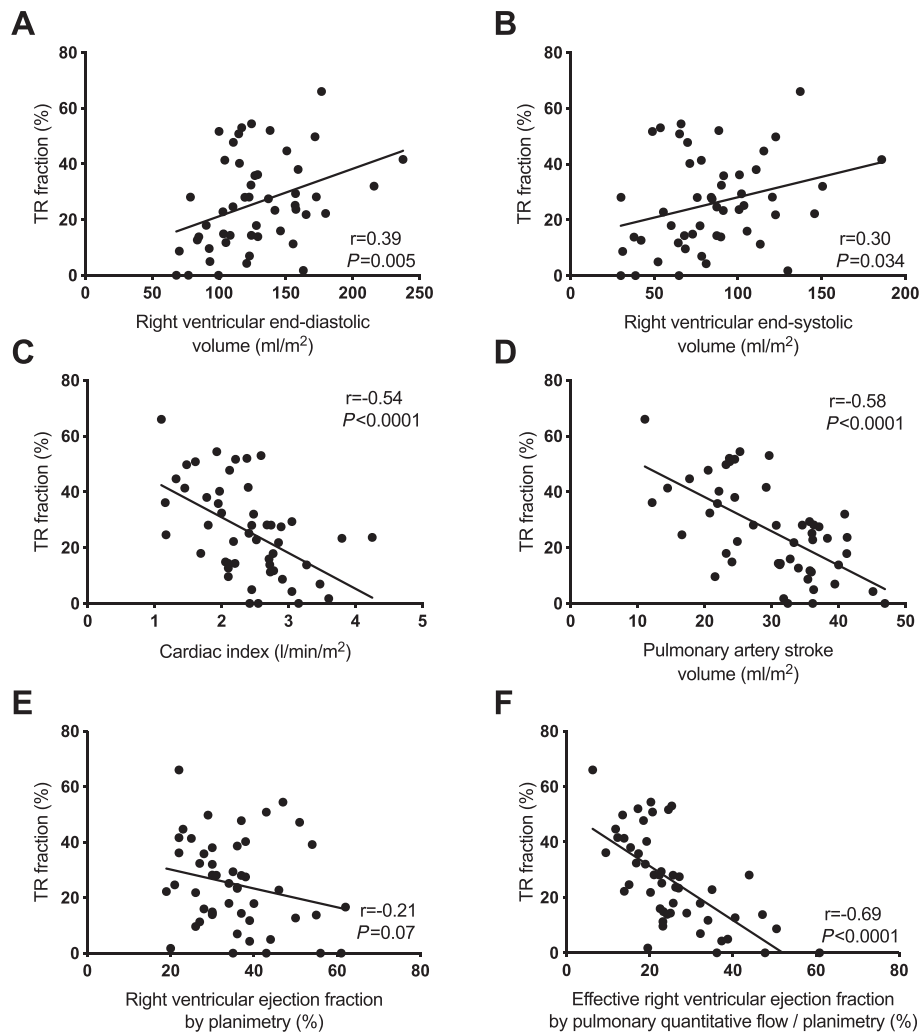 A
80
60
40
20
0
TR fraction (%)
r=0.39
P=0.005
0 50 100 150 200 250
Right ventricular end-diastolic
volume (ml/m²)
B
80
60
40
20
0
TR fraction (%)
r=0.30
P=0.034
0 50 100 150 200
Right ventricular end-systolic
volume (ml/m²)
C
80
60
40
20
0
TR fraction (%)
r=-0.54
P<0.0001
0 1 2 3 4 5
Cardiac index (l/min/m²)
D
80
60
40
20
0
TR fraction (%)
r=-0.58
P<0.0001
0 10 20 30 40 50
Pulmonary artery stroke
volume (ml/m²)
E
80
60
40
20
0
TR fraction (%)
r=-0.21
P=0.07
0 20 40 60 80
Right ventricular ejection fraction
by planimetry (%)
F
80
60
40
20
0
TR fraction (%)
r=-0.69
P<0.0001
0 20 40 60 80
Effective right ventricular ejection fraction
by pulmonary quantitative flow / planimetry (%)